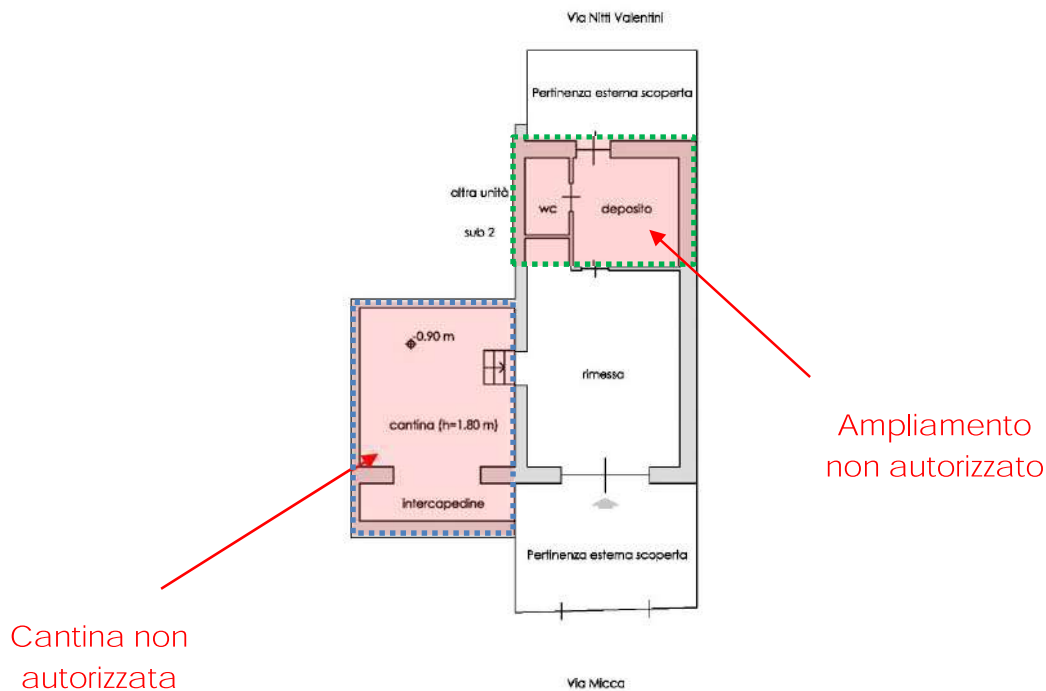 Via Nitti Valentini
Pertinenza esterna scoperta
altra unità
sub 2
wc
deposito
-0.90 m
rimessa
cantina (h=1.80 m)
intercapedine
Ampliamento
non autorizzato
Pertinenza esterna scoperta
Cantina non
autorizzata
Via Micca